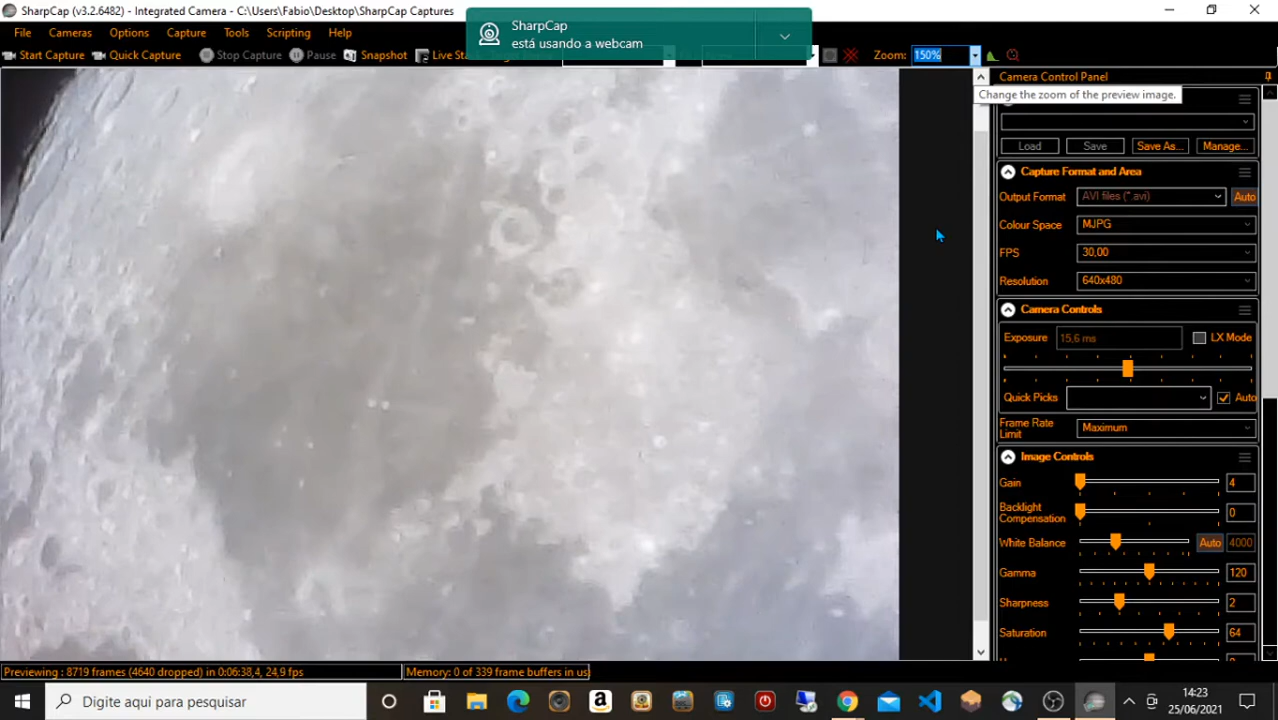 SharpCap (v3.2.6482) - Integrated Camera - C:\Users\Fabio\Desktop\SharpCap Captures
SharpCap
está usando a webcam
File Cameras Options Capture Tools Scripting Help
Start Capture Quick Capture Stop Capture Pause Snapshot Live Zoom: 150%
Camera Control Panel
Change the zoom of the preview image.
Load Save Save As... Manage...
Capture Format and Area
Output Format AVI files (*.avi) Auto
Colour Space MJPG
FPS 30,00
Resolution 640x480
Camera Controls
Exposure 15,6 ms LX Mode
Quick Picks Auto
Frame Rate
Limit Maximum
Image Controls
Gain 4
Backlight
Compensation 0
White Balance Auto 4000
Gamma 120
Sharpness 2
Saturation 64
Previewing : 8719 frames (4640 dropped) in 0:06:38,4, 24,9 fps Memory: 0 of 339 frame buffers in us
Digite aqui para pesquisar
14:23
25/06/2021